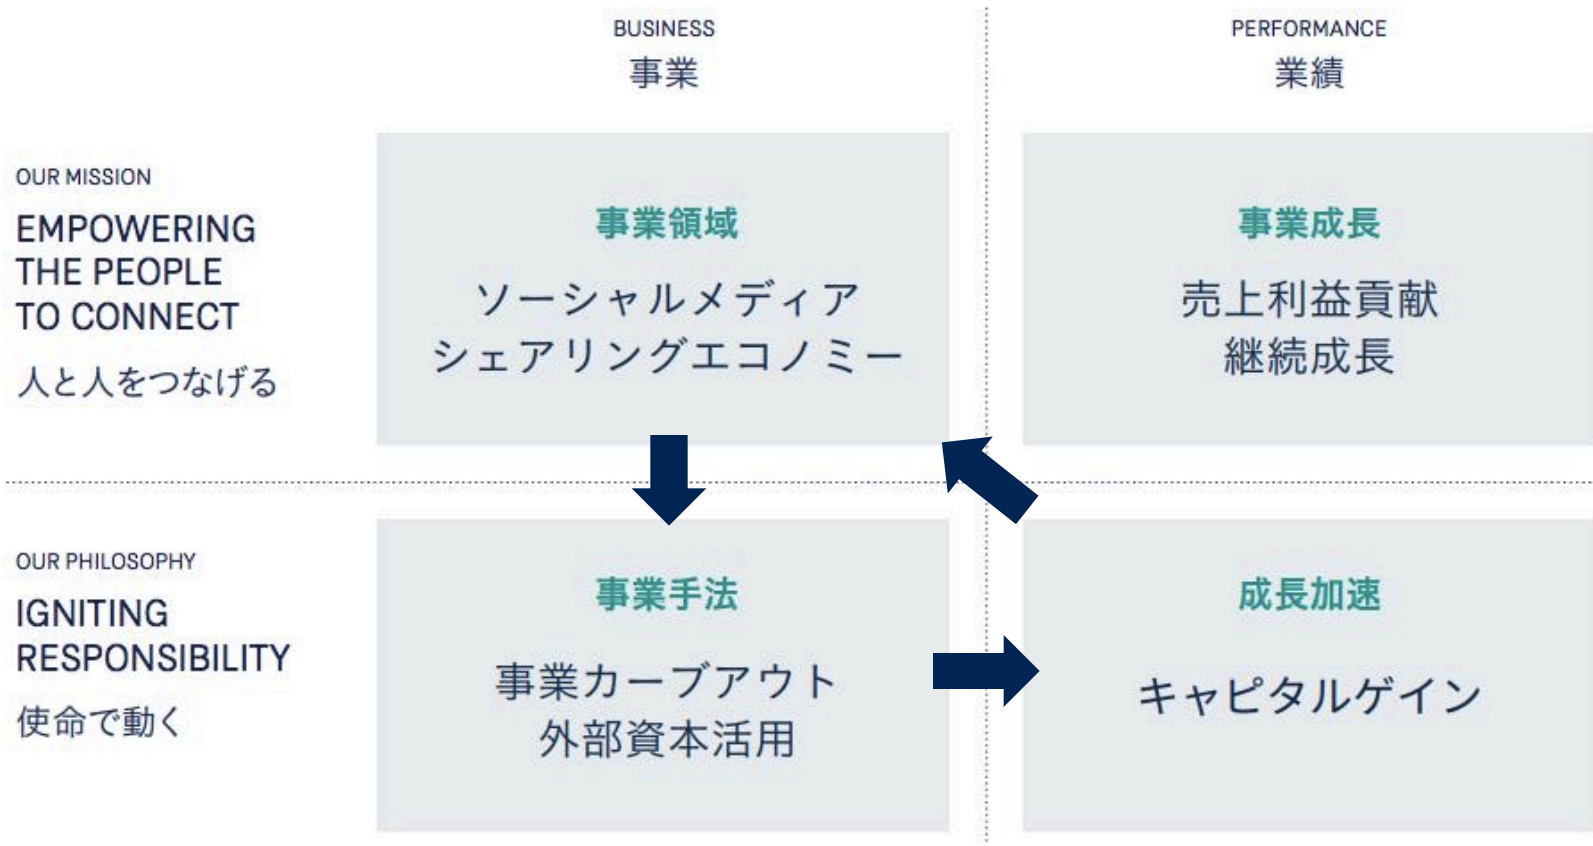 BUSINESS
事業
PERFORMANCE
業績
OUR MISSION
EMPOWERING
THE PEOPLE
TO CONNECT
人と人をつなげる
事業領域
ソーシャルメディア
シェアリングエコノミー
事業成長
売上利益貢献
継続成長
OUR PHILOSOPHY
IGNITING
RESPONSIBILITY
使命で動く
事業手法
事業カーブアウト
外部資本活用
成長加速
キャピタルゲイン